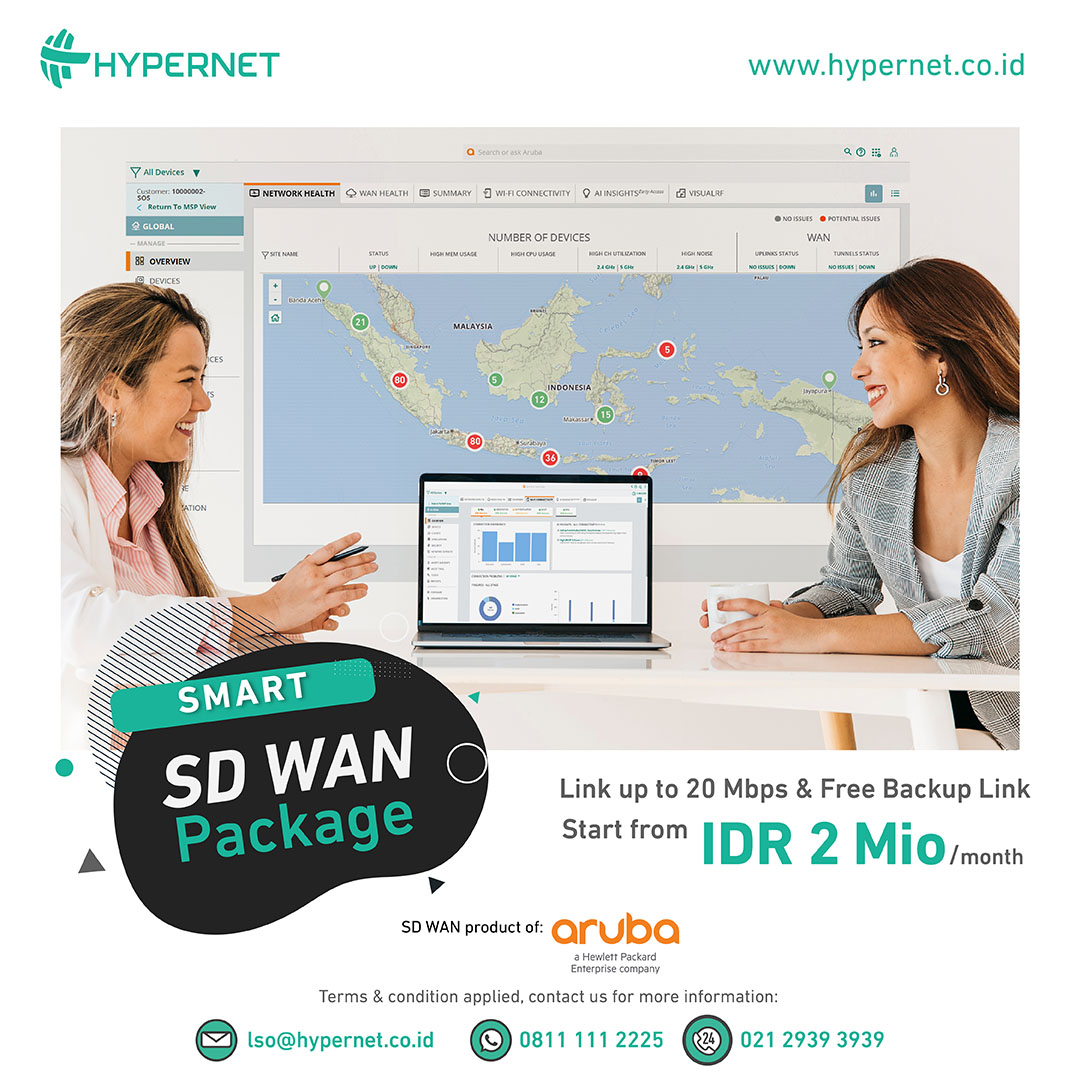 HYPERNET
www.hypernet.co.id
Search or ask Aruba
All Devices
Customer: 10000002-
SOS
Return To MSP View
GLOBAL
MANAGE
OVERVIEW
DEVICES
NETWORK HEALTH
WAN HEALTH
SUMMARY
WI-FI CONNECTIVITY
AI INSIGHTS Early Access
VISUALRF
NO ISSUES
POTENTIAL ISSUES
NUMBER OF DEVICES
WAN
SITE NAME
STATUS
HIGH MEM USAGE
HIGH CPU USAGE
HIGH CH UTILIZATION
HIGH NOISE
UPLINKS STATUS
TUNNELS STATUS
UP | DOWN
2.4 GHz | 5 GHz
2.4 GHz | 5 GHz
NO ISSUES | DOWN
NO ISSUES | DOWN
PALAU
+
-
Banda Aceh
21
MALAYSIA
BRUNEI
SINGAPORE
5
80
5
INDONESIA
Jayapura
12
15
Makassar
Jakarta
80
Surabaya
36
TIMOR LESTE
SMART
SD WAN
Package
Link up to 20 Mbps & Free Backup Link
Start from IDR 2 Mio/month
SD WAN product of: aruba
a Hewlett Packard
Enterprise company
Terms & condition applied, contact us for more information:
lso@hypernet.co.id
0811 111 2225
24
021 2939 3939